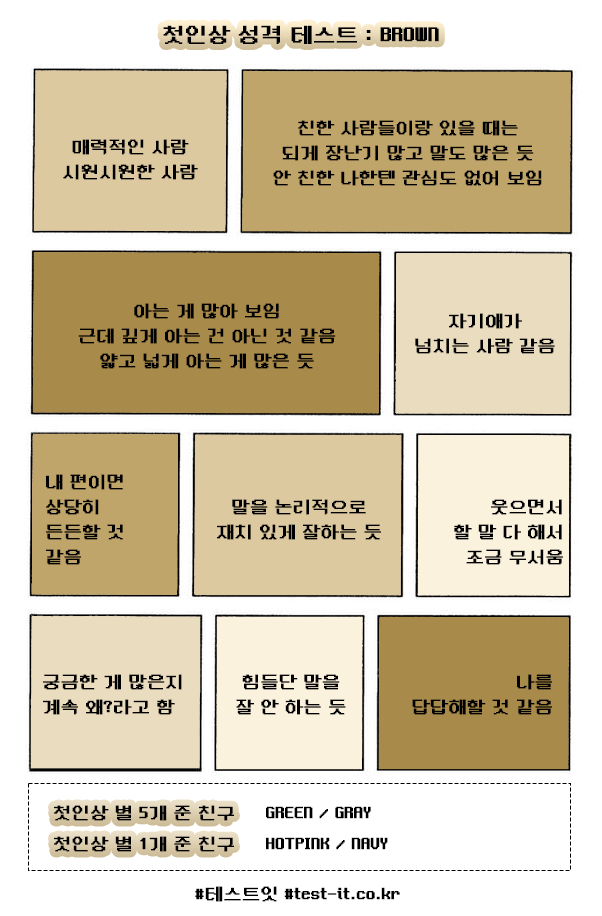 첫인상 성격 테스트 : BROWN
매력적인 사람
시원시원한 사람
친한 사람들이랑 있을 때는
되게 장난기 많고 말도 많은 듯
안 친한 나한텐 관심도 없어 보임
아는 게 많아 보임
근데 깊게 아는 건 아닌 것 같음
얇고 넓게 아는 게 많은 듯
자기애가
넘치는 사람 같음
내 편이면
상당히
든든할 것
같음
말을 논리적으로
재치 있게 잘하는 듯
웃으면서
할 말 다 해서
조금 무서움
궁금한 게 많은지
계속 왜?라고 함
힘들단 말을
잘 안 하는 듯
나를
답답해할 것 같음
첫인상 별 5개 준 친구 GREEN / GRAY
첫인상 별 1개 준 친구 HOTPINK / NAVY
#테스트잇 #test-it.co.kr